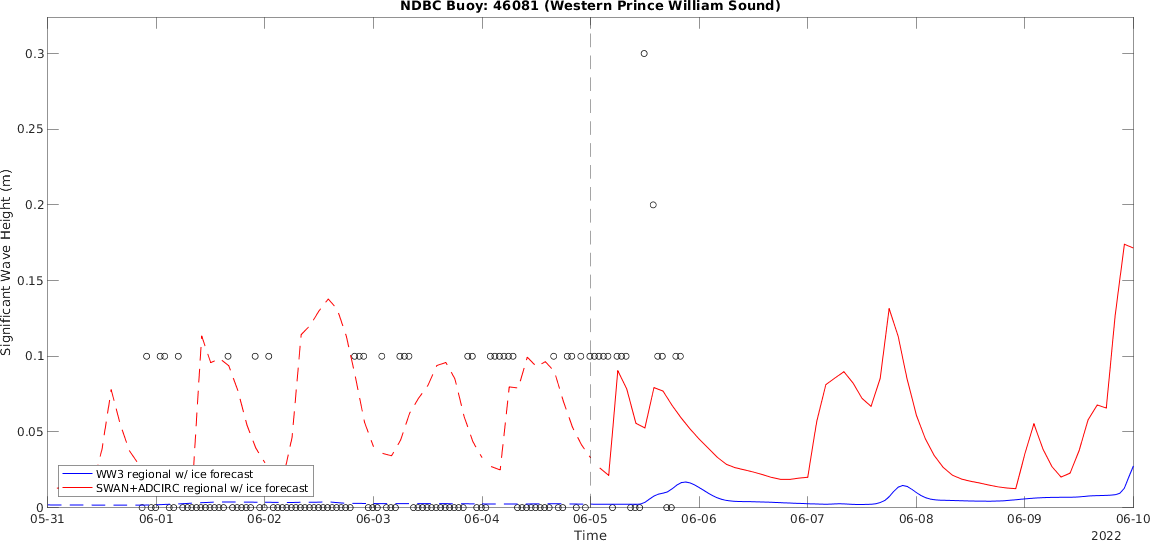 NDBC Buoy: 46081 (Western Prince William Sound)
0.3
0.25
0.2
0.15
0.1
0.05
0
Significant Wave Height (m)
WW3 regional w/ ice forecast
SWAN+ADCIRC regional w/ ice forecast
05-31 06-01 06-02 06-03 06-04 06-05 06-06 06-07 06-08 06-09 06-10
Time
2022